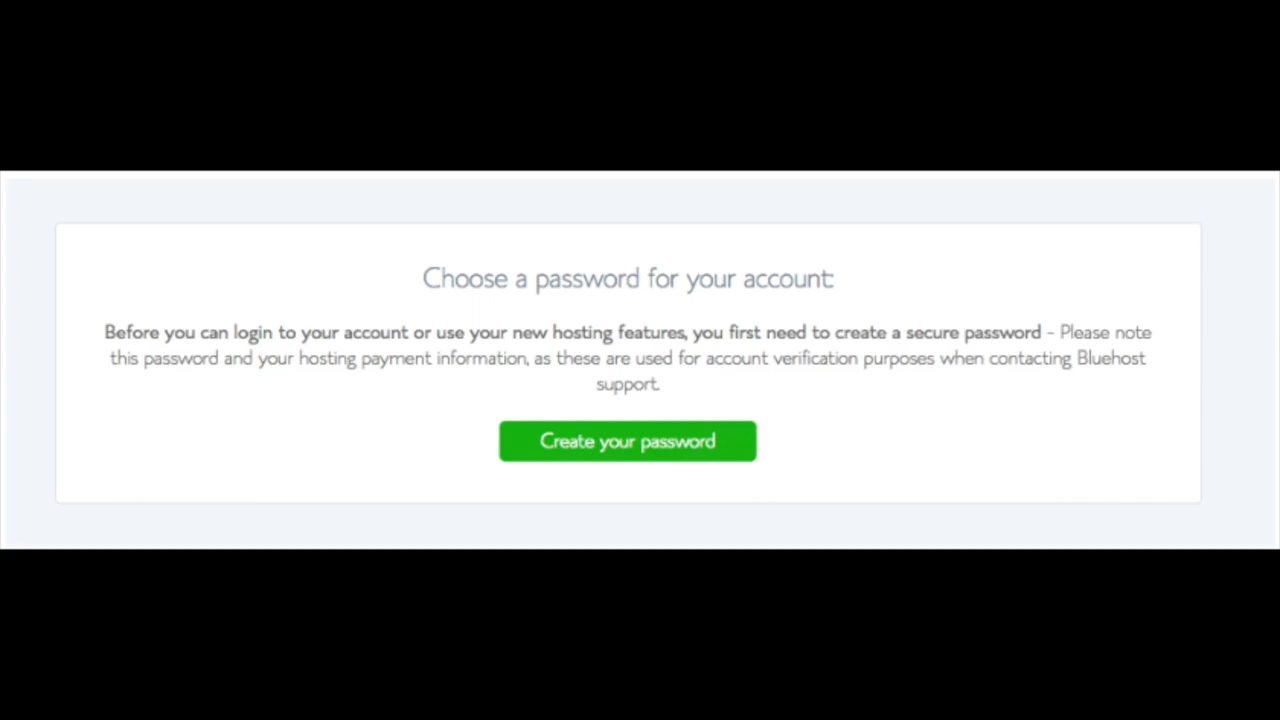 Choose a password for your account:
Before you can login to your account or use your new hosting features, you first need to create a secure password - Please note
this password and your hosting payment information, as these are used for account verification purposes when contacting Bluehost
support.
Create your password